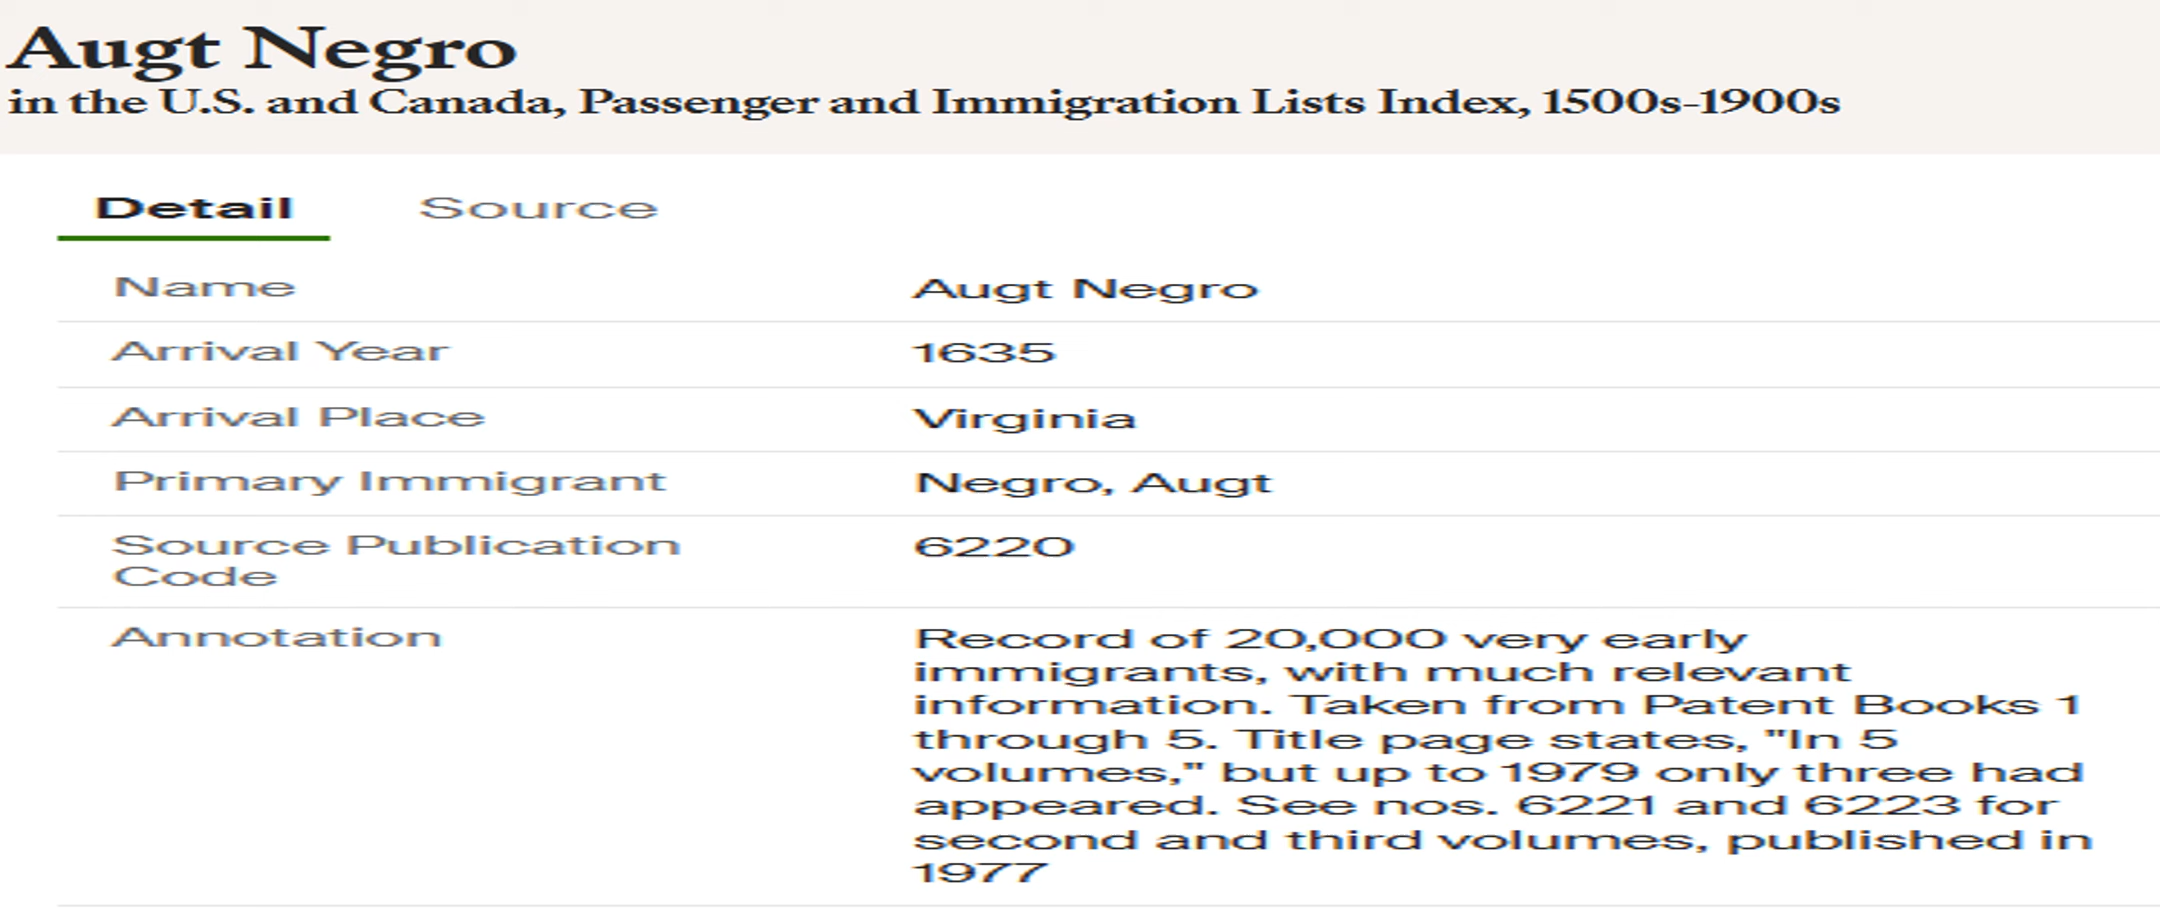 Augt Negro
in the U.S. and Canada, Passenger and Immigration Lists Index, 1500s-1900s
Detail Source
Name Augt Negro
Arrival Year 1635
Arrival Place Virginia
Primary Immigrant Negro, Augt
Source Publication Code 6220
Annotation Record of 20,000 very early
immigrants, with much relevant
information. Taken from Patent Books 1
through 5. Title page states, "In 5
volumes," but up to 1979 only three had
appeared. See nos. 6221 and 6223 for
second and third volumes, published in
1977